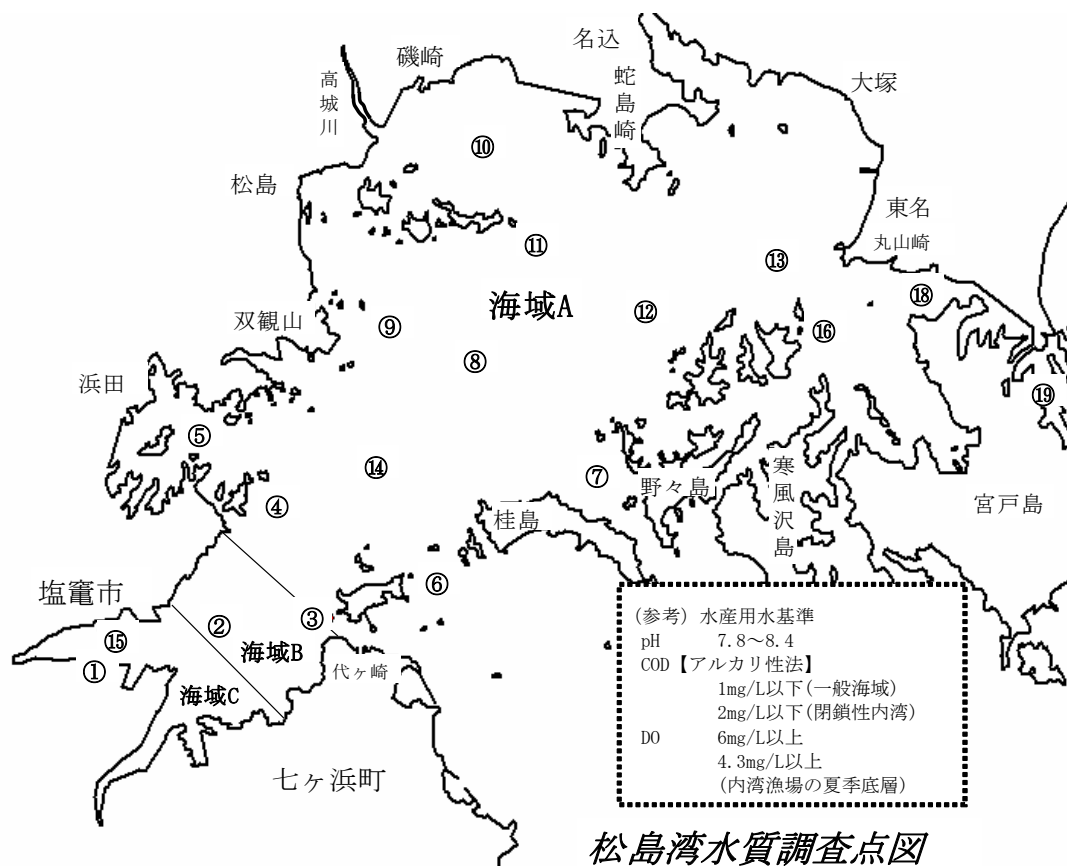 名込
磯崎
高城川
蛇島崎
大塚
⑩
松島
東名
丸山崎
⑪
⑬
⑱
海域A
⑫
⑨
双観山
⑯
⑧
浜田
⑲
⑤
⑭
⑦
野々島
寒風沢島
宮戸島
④
桂島
⑥
塩竈市
③
②
⑮
海域B
①
代ヶ崎
海域C
七ヶ浜町
(参考) 水産用水基準
pH 7.8～8.4
COD【アルカリ性法】
1mg/L以下(一般海域)
2mg/L以下(閉鎖性内湾)
DO 6mg/L以上
4.3mg/L以上
(内湾漁場の夏季底層)
松島湾水質調査点図